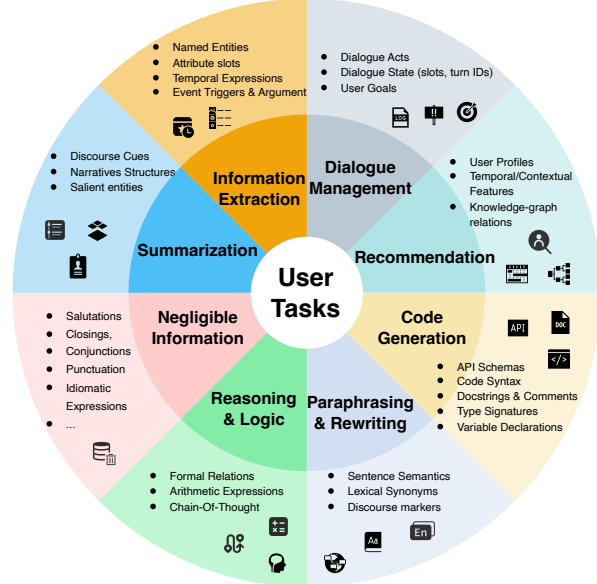 User
Tasks
Information
Extraction
Named Entities
Attribute slots
Temporal Expressions
Event Triggers & Argument
Dialogue
Management
Dialogue Acts
Dialogue State (slots, turn IDs)
User Goals
LOG
Recommendation
User Profiles
Temporal/Contextual
Features
Knowledge-graph
relations
Code
Generation
API
DOC
</>
API Schemas
Code Syntax
Docstrings & Comments
Type Signatures
Variable Declarations
Paraphrasing
& Rewriting
Sentence Semantics
Lexical Synonyms
Discourse markers
Aa
En
Reasoning
& Logic
Formal Relations
Arithmetic Expressions
Chain-Of-Thought
Negligible
Information
Salutations
Closings,
Conjunctions
Punctuation
Idiomatic
Expressions
...
Summarization
Discourse Cues
Narratives Structures
Salient entities